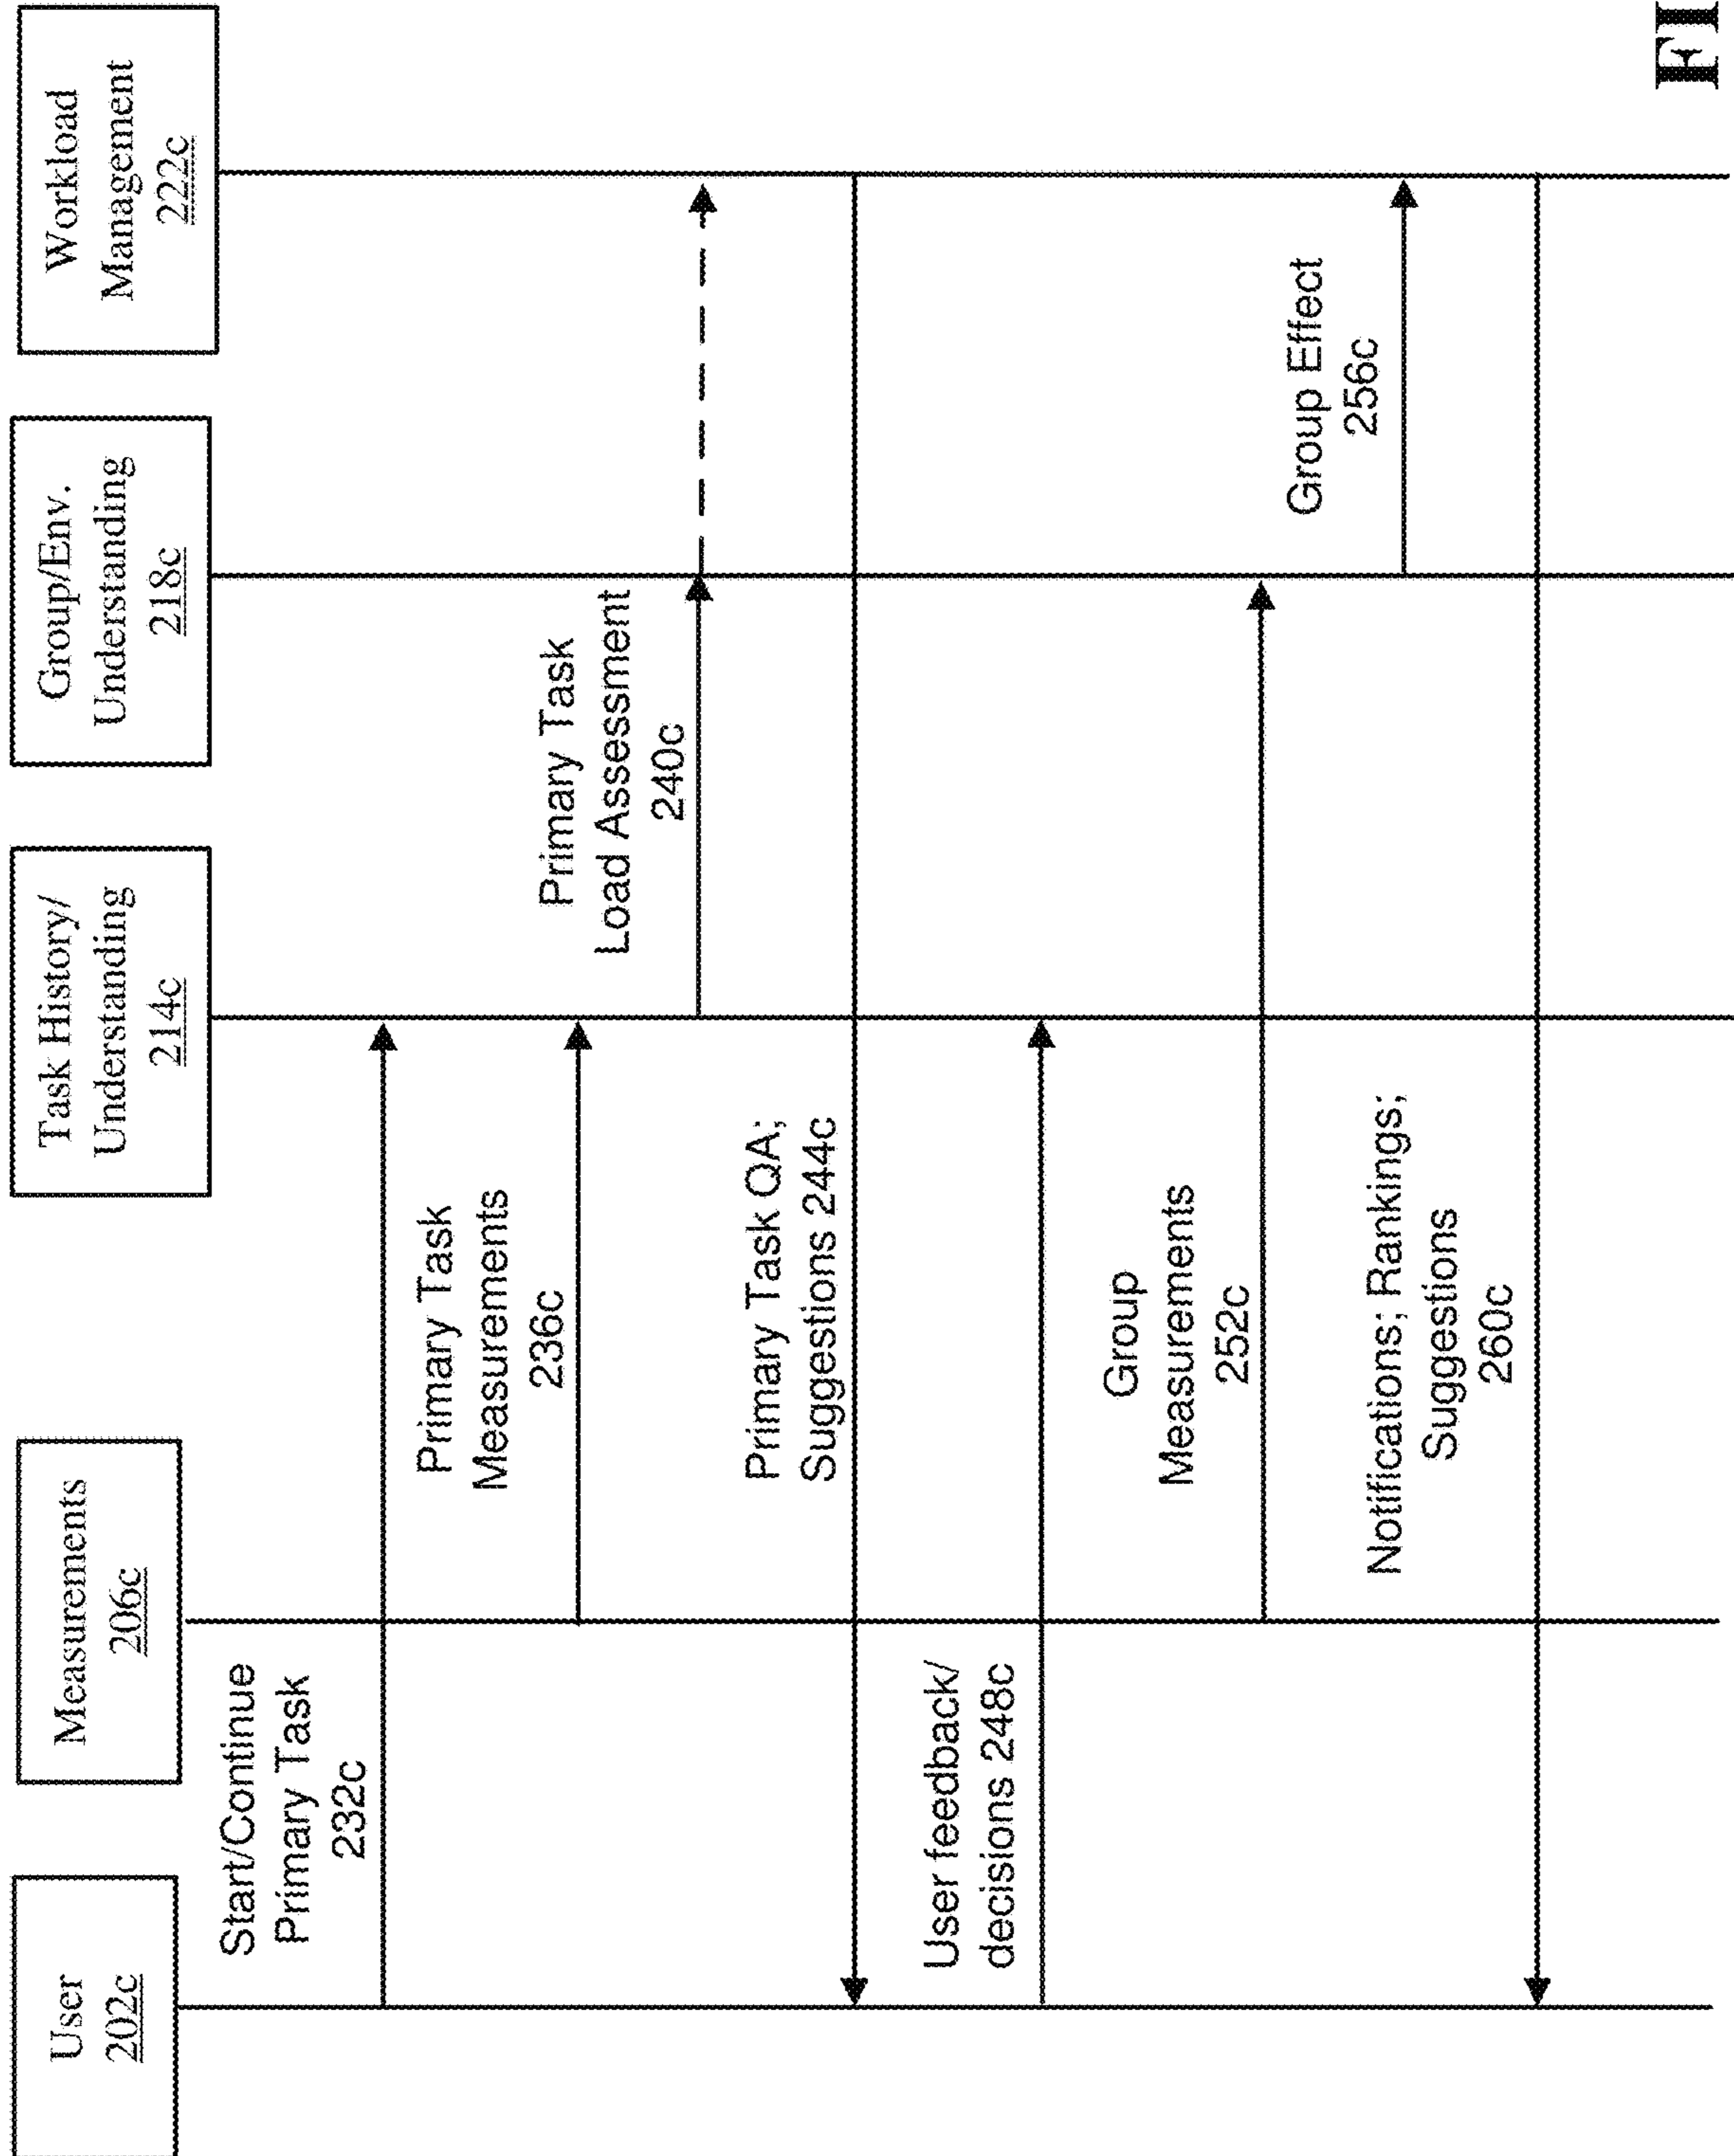 User
202c
Measurements
206c
Task History/
Understanding
214c
Group/Env.
Understanding
218c
Workload
Management
222c
Start/Continue
Primary Task
232c
Primary Task
Measurements
236c
Primary Task
Load Assessment
240c
Primary Task QA;
Suggestions 244c
User feedback/
decisions 248c
Group
Measurements
252c
Group Effect
256c
Notifications; Rankings;
Suggestions
260c
FI